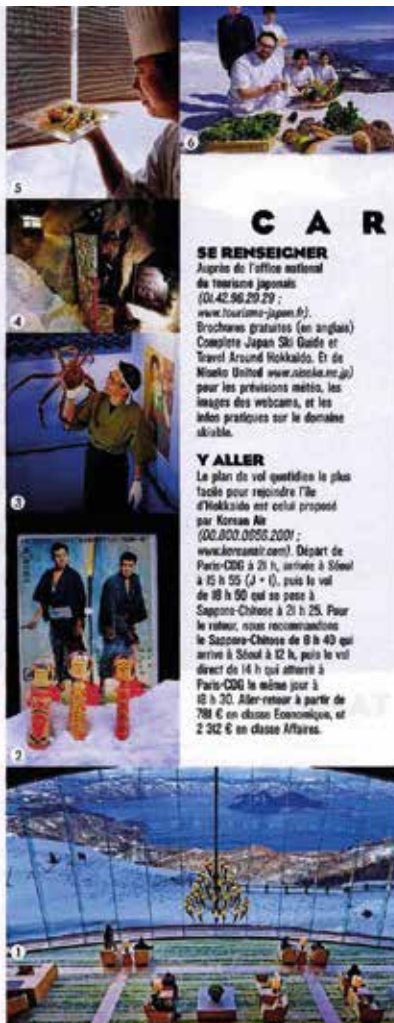 5
6
4
3
2
1
C A R
SE RENSEIGNER
Auprès de l'office national
du tourisme japonais
(01.42.96.20.29 ;
www.tourisme-japon.fr).
Brochures gratuites (en anglais)
Complete Japan Ski Guide et
Travel Around Hokkaido. Et de
Niseko United www.niseko.ne.jp)
pour les prévisions météo, les
images des webcams, et les
infos pratiques sur le domaine
skiable.
Y ALLER
Le plan de vol quotidien le plus
facile pour rejoindre l'île
d'Hokkaido est celui proposé
par Korean Air
(00.800.0656.2001 ;
www.koreanair.com). Départ de
Paris-CDG à 21 h, arrivée à Séoul
à 15 h 55 (J + 1), puis le vol
de 18 h 50 qui se pose à
Sapporo-Chitose à 21 h 25. Pour
le retour, nous recommandons
le Sapporo-Chitose de 8 h 40 qui
arrive à Séoul à 12 h, puis le vol
direct de 14 h qui atterrit à
Paris-CDG le même jour à
18 h 30. Aller-retour à partir de
781 € en classe Economique, et
2 312 € en classe Affaires.